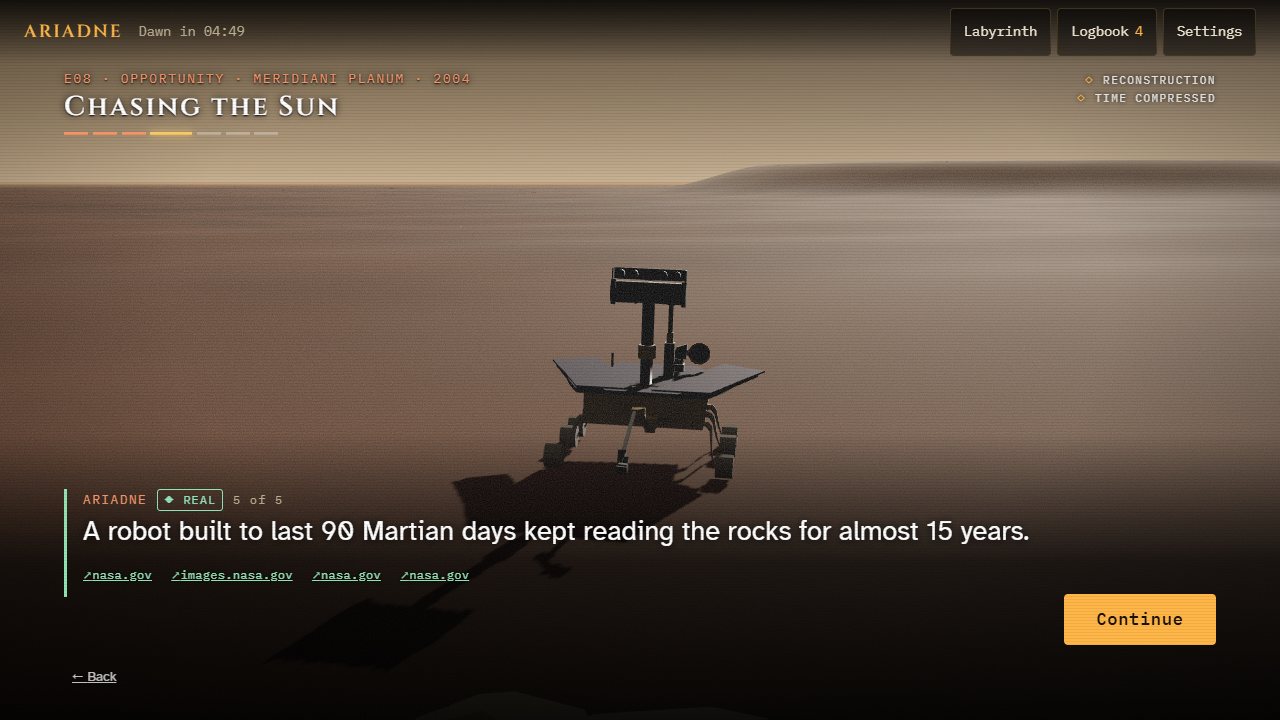 ARIADNE Dawn in 04:49 Labyrinth Logbook 4 Settings
E08 · OPPORTUNITY · MERIDIANI PLANUM · 2004
Chasing the Sun
◇ RECONSTRUCTION
◇ TIME COMPRESSED
ARIADNE ◆ REAL 5 of 5
A robot built to last 90 Martian days kept reading the rocks for almost 15 years.
↗nasa.gov ↗images.nasa.gov ↗nasa.gov ↗nasa.gov
Continue
← Back